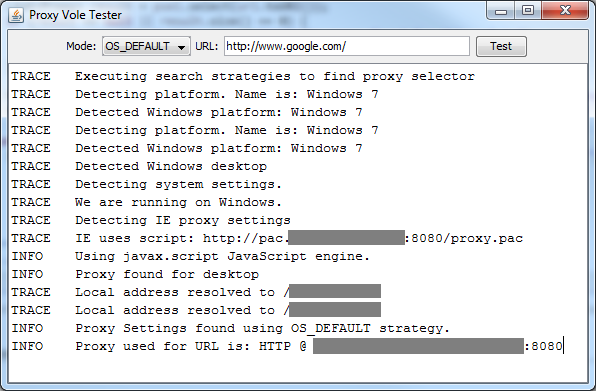 Proxy Vole Tester
Mode: OS_DEFAULT URL: http://www.google.com/ Test
TRACE Executing search strategies to find proxy selector
TRACE Detecting platform. Name is: Windows 7
TRACE Detected Windows platform: Windows 7
TRACE Detecting platform. Name is: Windows 7
TRACE Detected Windows platform: Windows 7
TRACE Detected Windows desktop
TRACE Detecting system settings.
TRACE We are running on Windows.
TRACE Detecting IE proxy settings
TRACE IE uses script: http://pac. :8080/proxy.pac
INFO Using javax.script JavaScript engine.
INFO Proxy found for desktop
TRACE Local address resolved to /
TRACE Local address resolved to /
INFO Proxy Settings found using OS_DEFAULT strategy.
INFO Proxy used for URL is: HTTP @ :8080